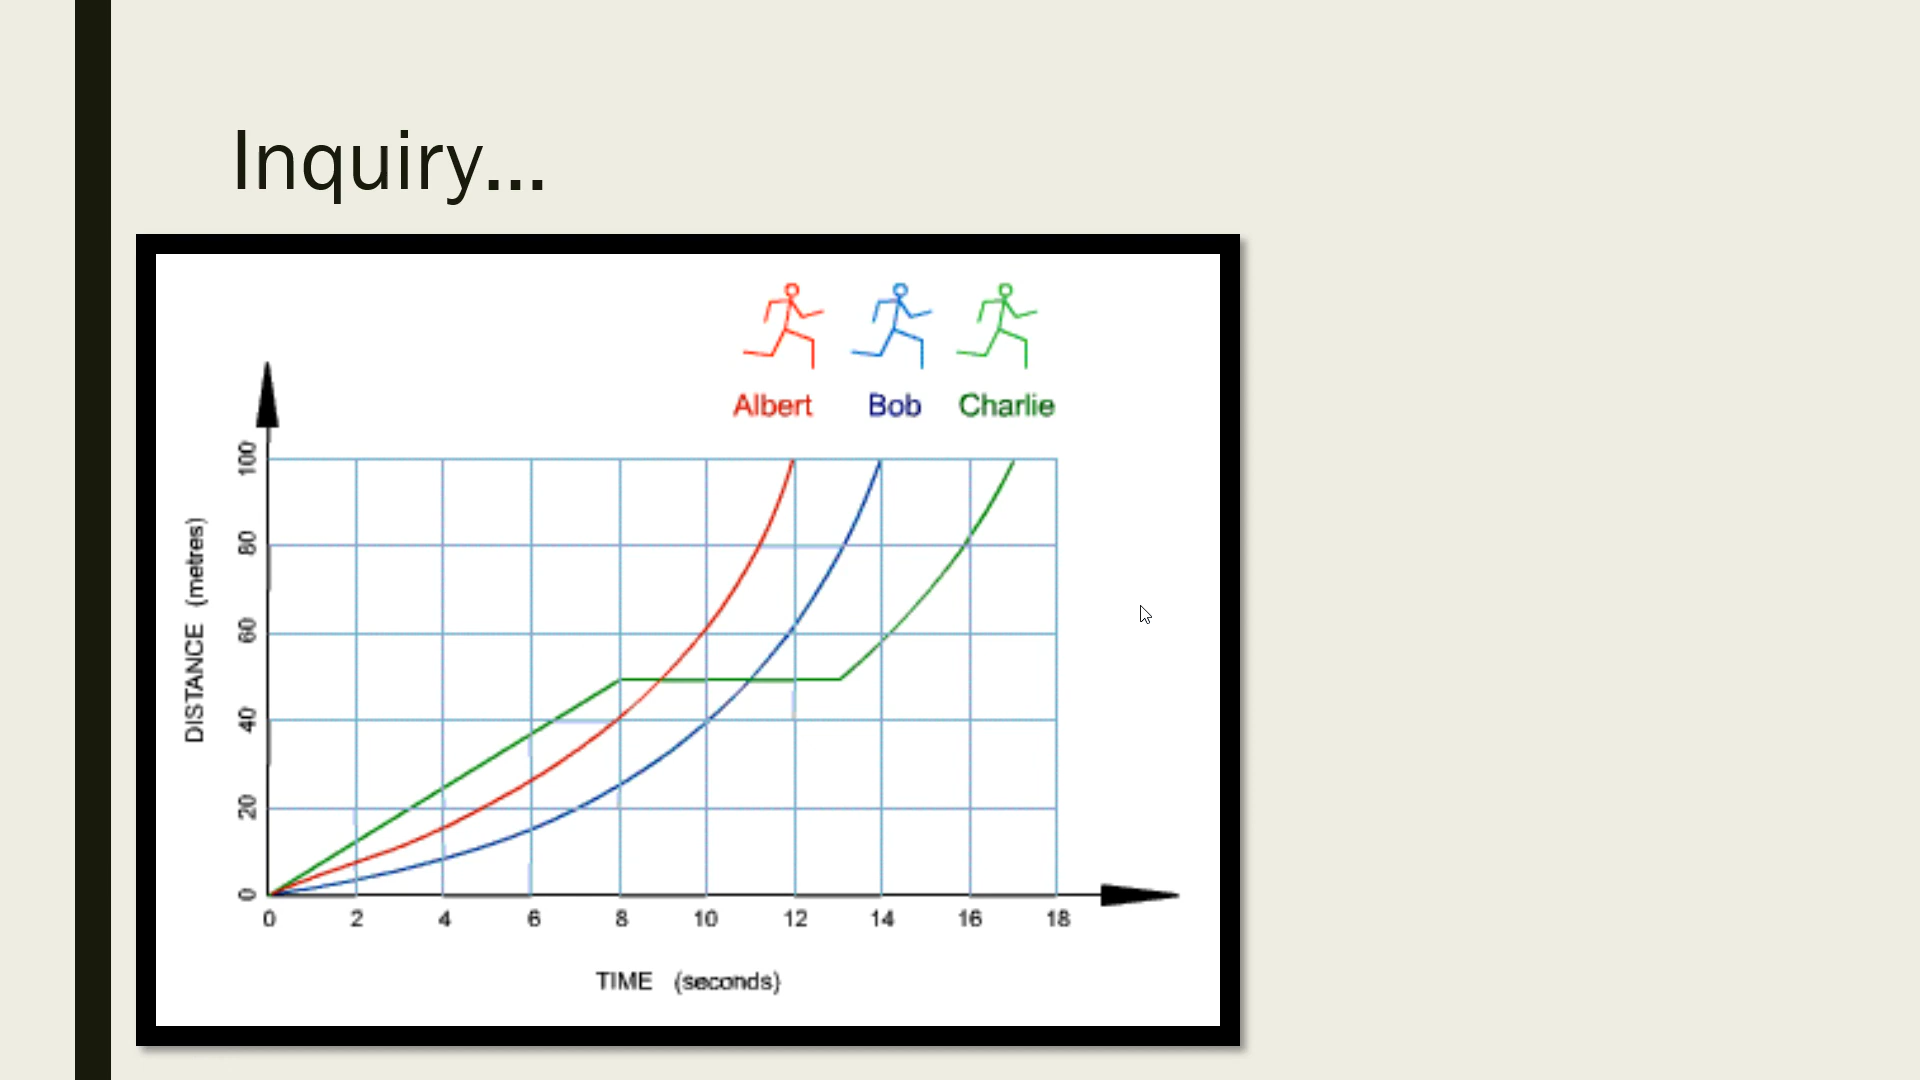 Inquiry...
Albert Bob Charlie
DISTANCE (metres)
100
80
60
40
20
0
0 2 4 6 8 10 12 14 16 18
TIME (seconds)